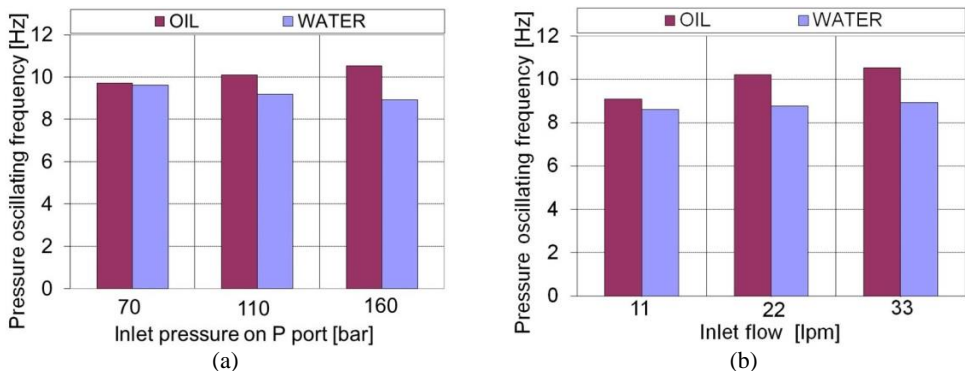 OIL WATER
Pressure oscillating frequency [Hz]
12
10
8
6
4
2
0
70 110 160
Inlet pressure on P port [bar]
(a)
OIL WATER
Pressure oscillating frequency [Hz]
12
10
8
6
4
2
0
11 22 33
Inlet flow [lpm]
(b)